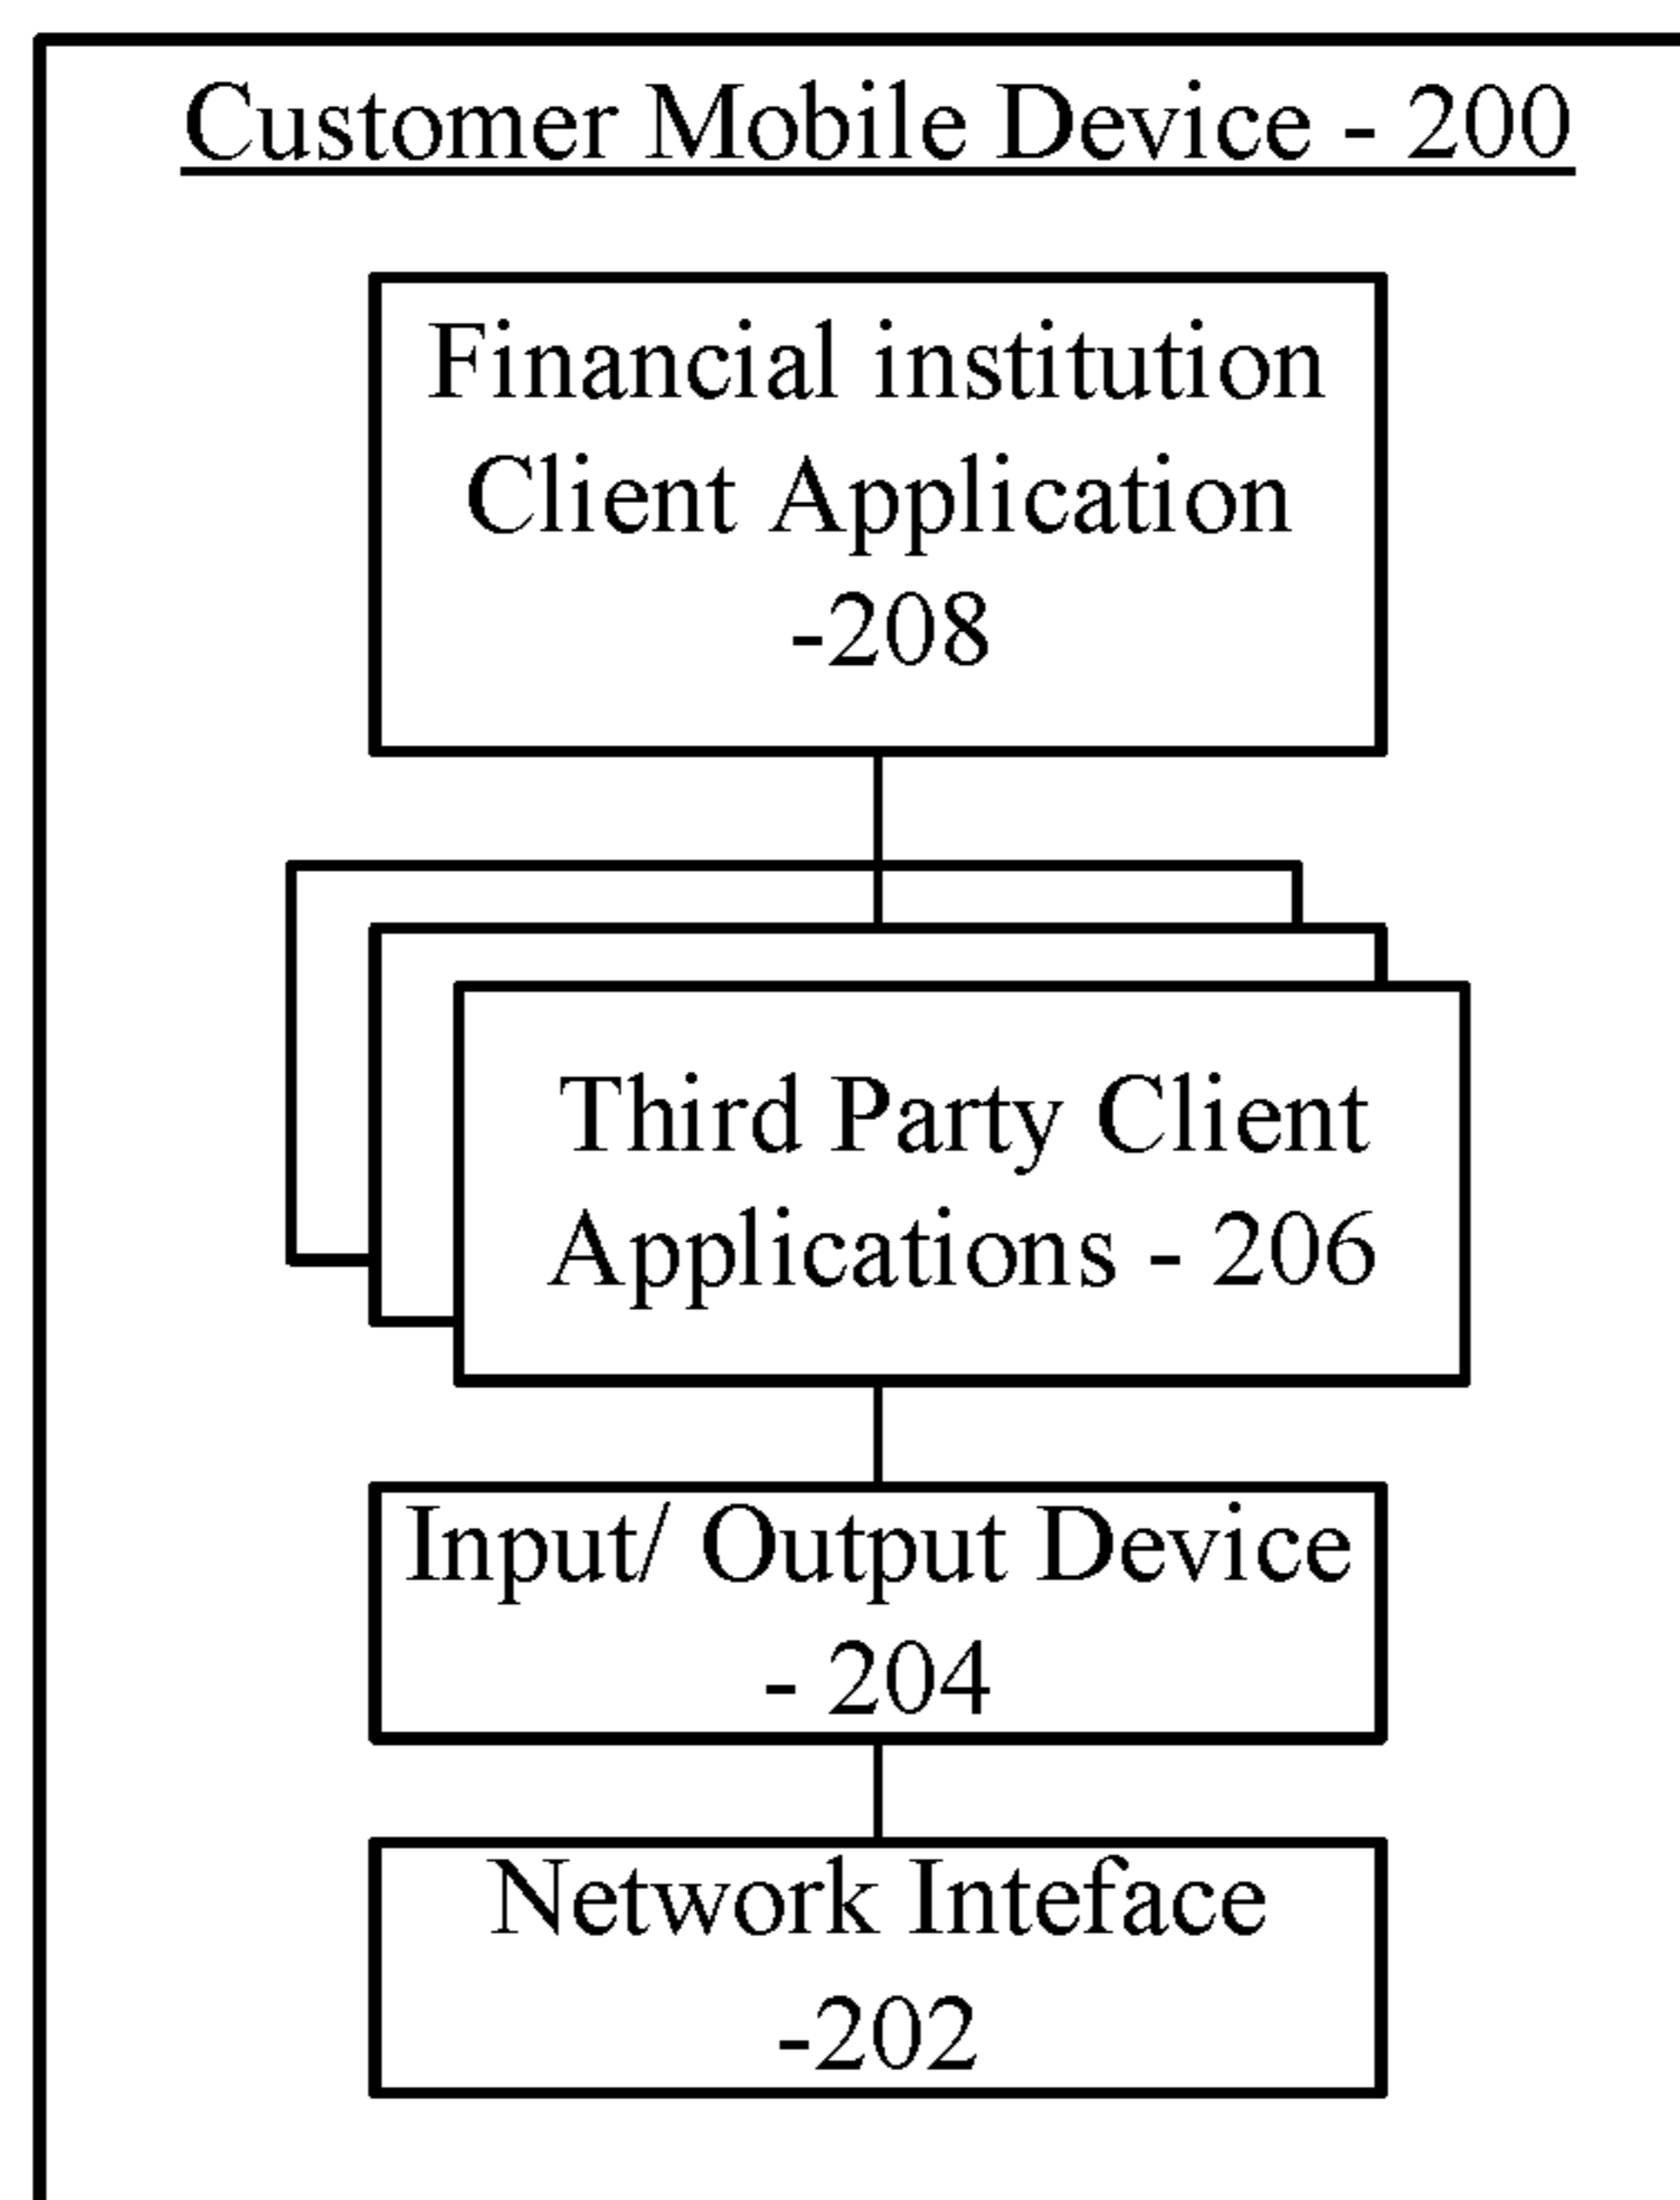 Customer Mobile Device - 200
Financial institution
Client Application
-208
Third Party Client
Applications - 206
Input/ Output Device
- 204
Network Inteface
-202